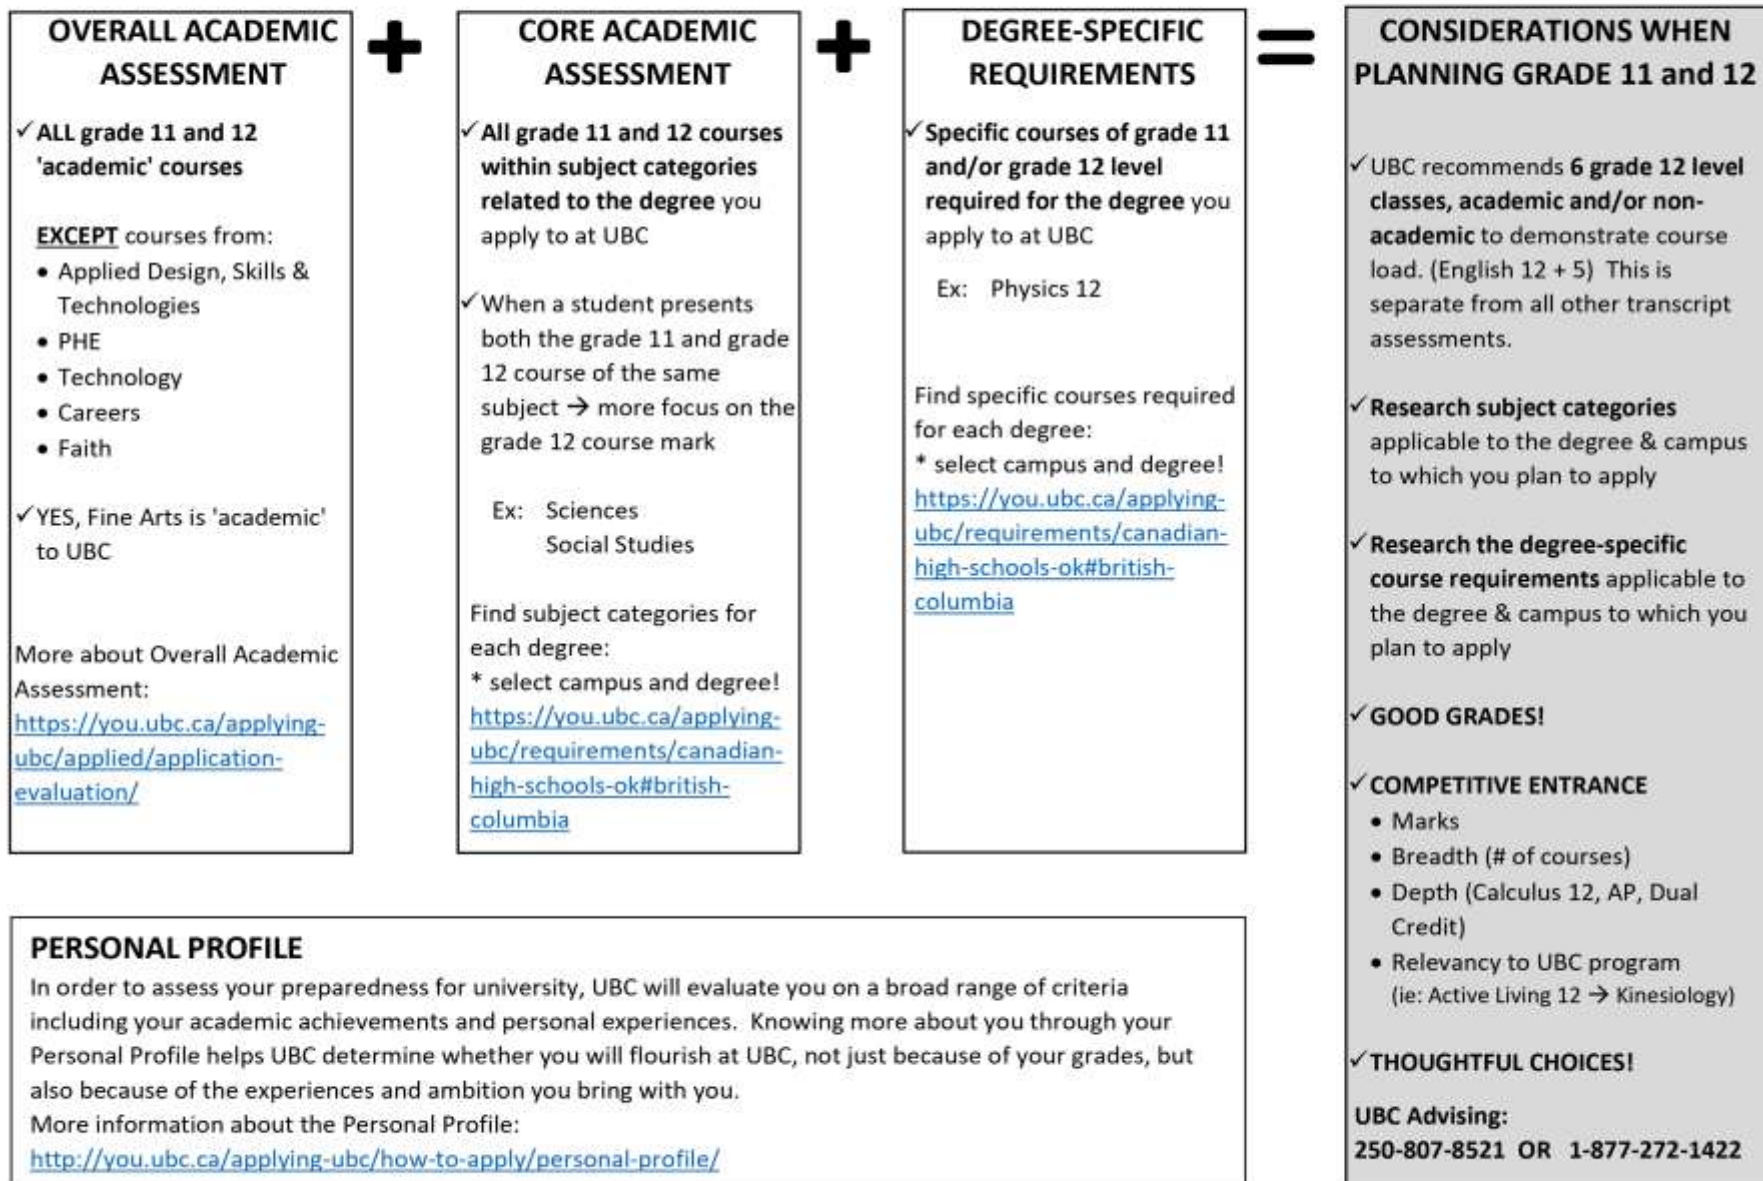 OVERALL ACADEMIC
ASSESSMENT
✓ ALL grade 11 and 12
'academic' courses
EXCEPT courses from:
• Applied Design, Skills &
Technologies
• PHE
• Technology
• Careers
• Faith
✓ YES, Fine Arts is 'academic'
to UBC
More about Overall Academic
Assessment:
https://you.ubc.ca/applying-
ubc/applied/application-
evaluation/
+
CORE ACADEMIC
ASSESSMENT
✓ All grade 11 and 12 courses
within subject categories
related to the degree you
apply to at UBC
✓ When a student presents
both the grade 11 and grade
12 course of the same
subject → more focus on the
grade 12 course mark
Ex: Sciences
Social Studies
Find subject categories for
each degree:
* select campus and degree!
https://you.ubc.ca/applying-
ubc/requirements/canadian-
high-schools-ok#british-
columbia
+
DEGREE-SPECIFIC
REQUIREMENTS
✓ Specific courses of grade 11
and/or grade 12 level
required for the degree you
apply to at UBC
Ex: Physics 12
Find specific courses required
for each degree:
* select campus and degree!
https://you.ubc.ca/applying-
ubc/requirements/canadian-
high-schools-ok#british-
columbia
=
CONSIDERATIONS WHEN
PLANNING GRADE 11 and 12
✓ UBC recommends 6 grade 12 level
classes, academic and/or non-
academic to demonstrate course
load. (English 12 + 5) This is
separate from all other transcript
assessments.
✓ Research subject categories
applicable to the degree & campus
to which you plan to apply
✓ Research the degree-specific
course requirements applicable to
the degree & campus to which you
plan to apply
✓ GOOD GRADES!
✓ COMPETITIVE ENTRANCE
• Marks
• Breadth (# of courses)
• Depth (Calculus 12, AP, Dual
Credit)
• Relevancy to UBC program
(ie: Active Living 12 → Kinesiology)
✓ THOUGHTFUL CHOICES!
UBC Advising:
250-807-8521 OR 1-877-272-1422
PERSONAL PROFILE
In order to assess your preparedness for university, UBC will evaluate you on a broad range of criteria
including your academic achievements and personal experiences. Knowing more about you through your
Personal Profile helps UBC determine whether you will flourish at UBC, not just because of your grades, but
also because of the experiences and ambition you bring with you.
More information about the Personal Profile:
http://you.ubc.ca/applying-ubc/how-to-apply/personal-profile/